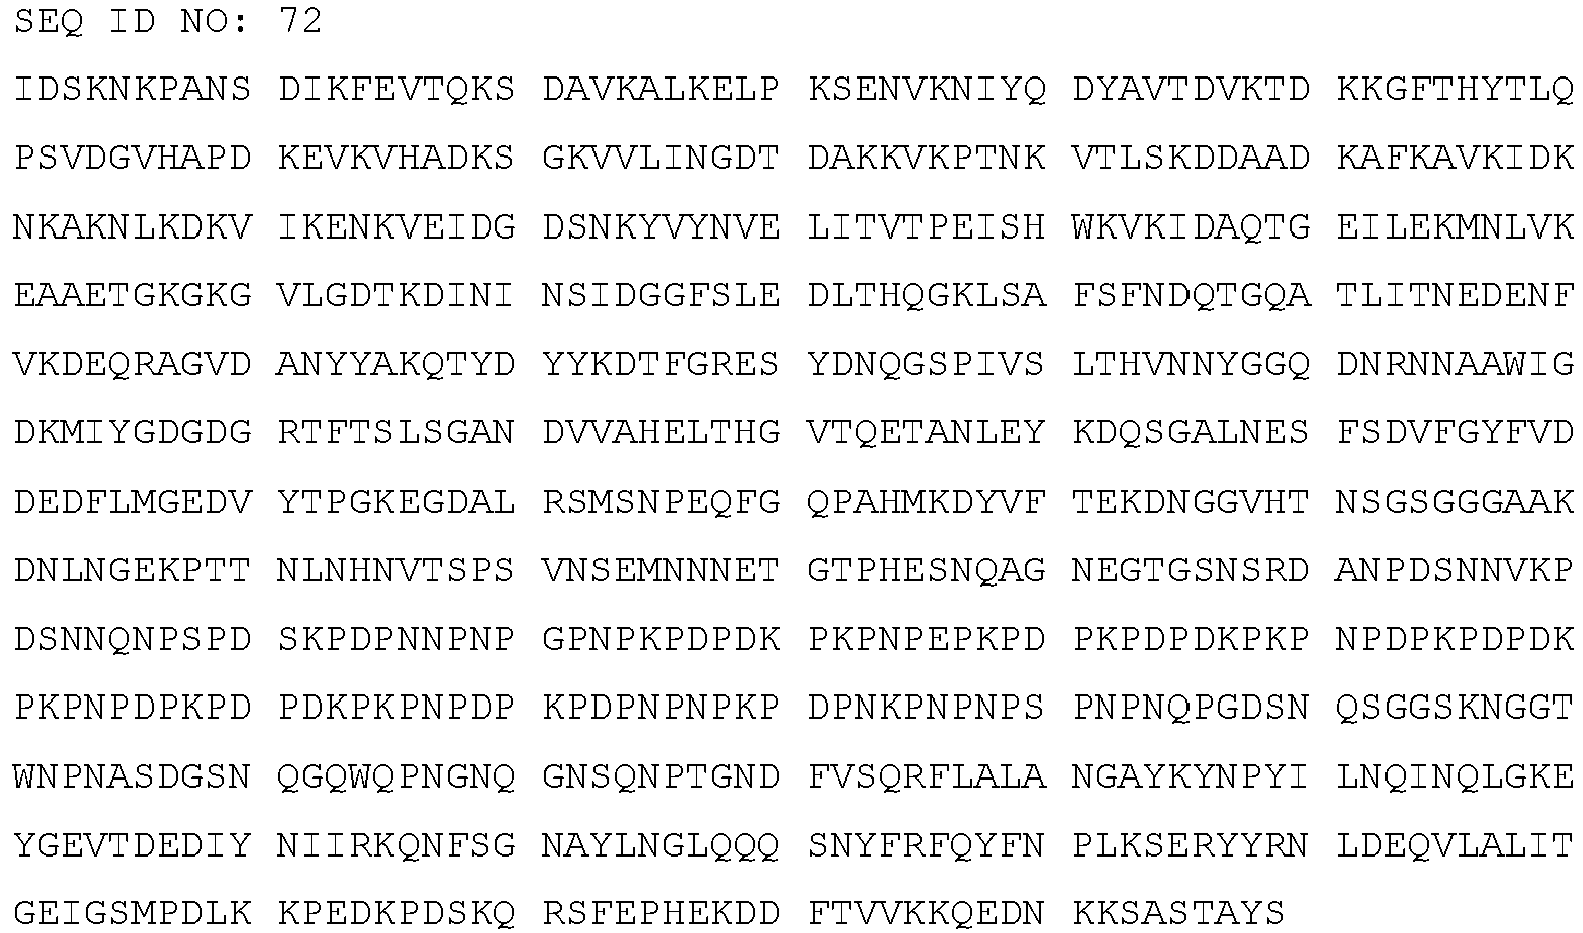 SEQ ID NO: 72
IDSKNKPANS DIKFEVTQKS DAVKALKELP KSENVKNIYQ DYAVTDVKTD KKGFTHYTLQ
PSVDGVHAPD KEVKVHADKS GKVVLINGDT DAKKVKPTNK VTLSKDDAAD KAFKAVKIDK
NKAKNLKDKV IKENKVEIDG DSNKYVYNVE LITVTPEISH WKVKIDAQTG EILEKMNLVK
EAAETGKGKG VLGDTKDINI NSIDGGFSLE DLTHQGKLSA FSFNDQTGQA TLITNEDENF
VKDEQRAGVD ANYYAKQTYD YYKDTFGRES YDNQGSPIVS LTHVNNYGGQ DNRNNAAWIG
DKMIYGDGDG RTFTSLSGAN DVVAHELTHG VTQETANLEY KDQSGALNES FSDVFGYFVD
DEDFLMGEDV YTPGKEGDAL RSMSNPEQFG QPAHMKDYVF TEKDNGGVHT NSGSGGGAAK
DNLNGEKPTT NLNHNVTSPS VNSEMNNNET GTPHESNQAG NEGTGSNSRD ANPDSNNVKP
DSNNQNPSPD SKPDPNNPNP GPNPKPDPDK PKPNPEPKPD PKPDPDKPKP NPDPKPDPDK
PKPNPDPKPD PDKPKPNPDP KPDPNPNPKP DPNKPNPNPS PNPNQPGDSN QSGGSKNGGT
WNPNASDGSN QGQWQPNGNQ GNSQNPTGND FVSQRFLALA NGAYKYNPYI LNQINQLGKE
YGEVTDEDIY NIIRKQNFSG NAYLNGLQQQ SNYFRFQYFN PLKSERYYRN LDEQVLALIT
GEIGSMPDLK KPEDKPDSKQ RSFEPHEKDD FTVVKKQEDN KKSASTAYS